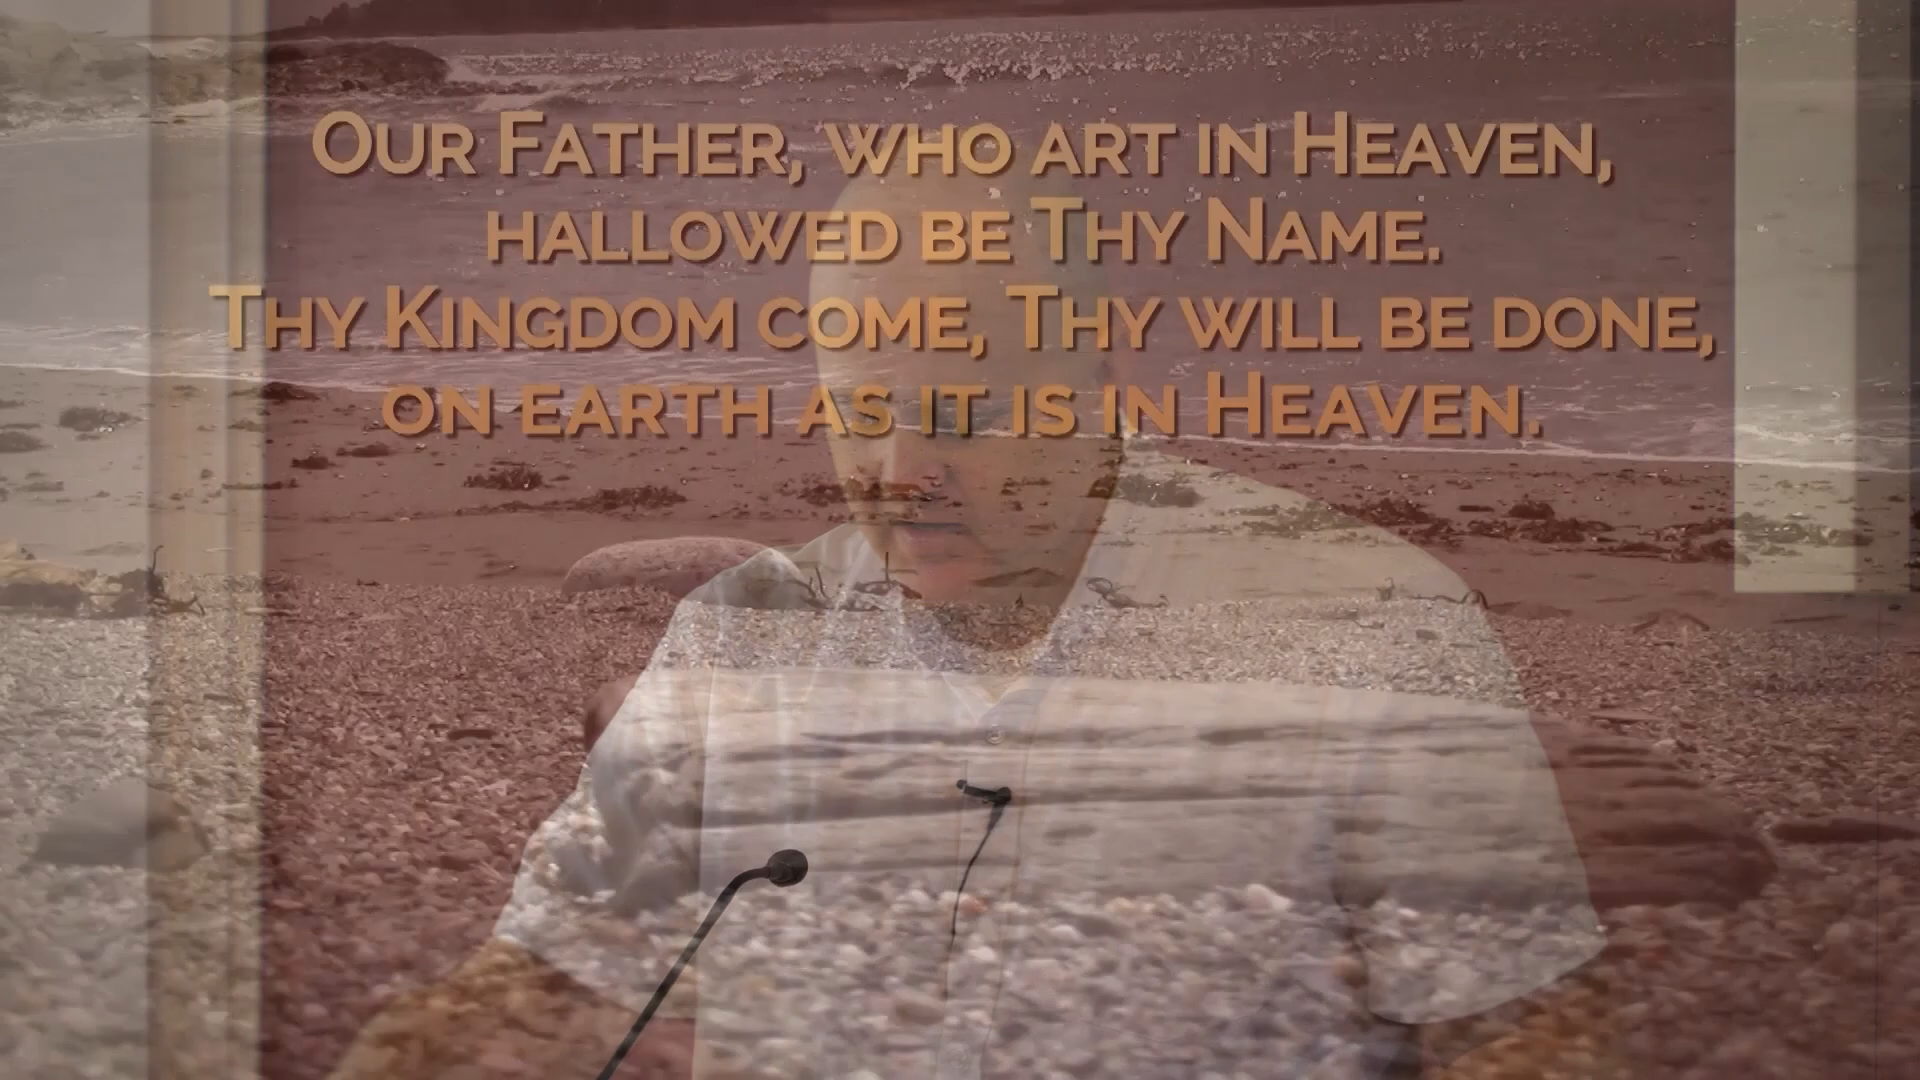 Our Father, who art in Heaven,
hallowed be Thy Name.
Thy Kingdom come, Thy will be done,
on earth as it is in Heaven.